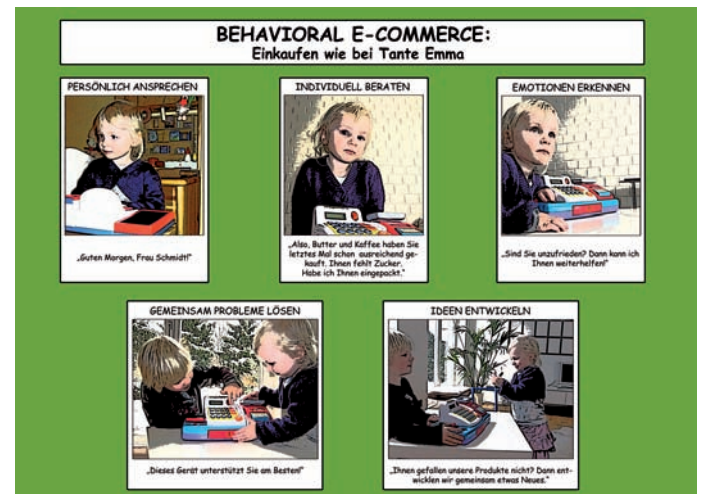 BEHAVIORAL E-COMMERCE:
Einkaufen wie bei Tante Emma
PERSÖNLICH ANSPRECHEN
„Guten Morgen, Frau Schmidt!“
INDIVIDUELL BERATEN
„Also, Butter und Kaffee haben Sie
letztes Mal schon ausreichend ge-
kauft. Ihnen fehlt Zucker.
Habe ich Ihnen eingepackt.“
EMOTIONEN ERKENNEN
„Sind Sie unzufrieden? Dann kann ich
Ihnen weiterhelfen!“
GEMEINSAM PROBLEME LÖSEN
„Dieses Gerät unterstützt Sie am Besten!“
IDEEN ENTWICKELN
„Ihnen gefallen unsere Produkte nicht? Dann ent-
wicklen wir gemeinsam etwas Neues.“